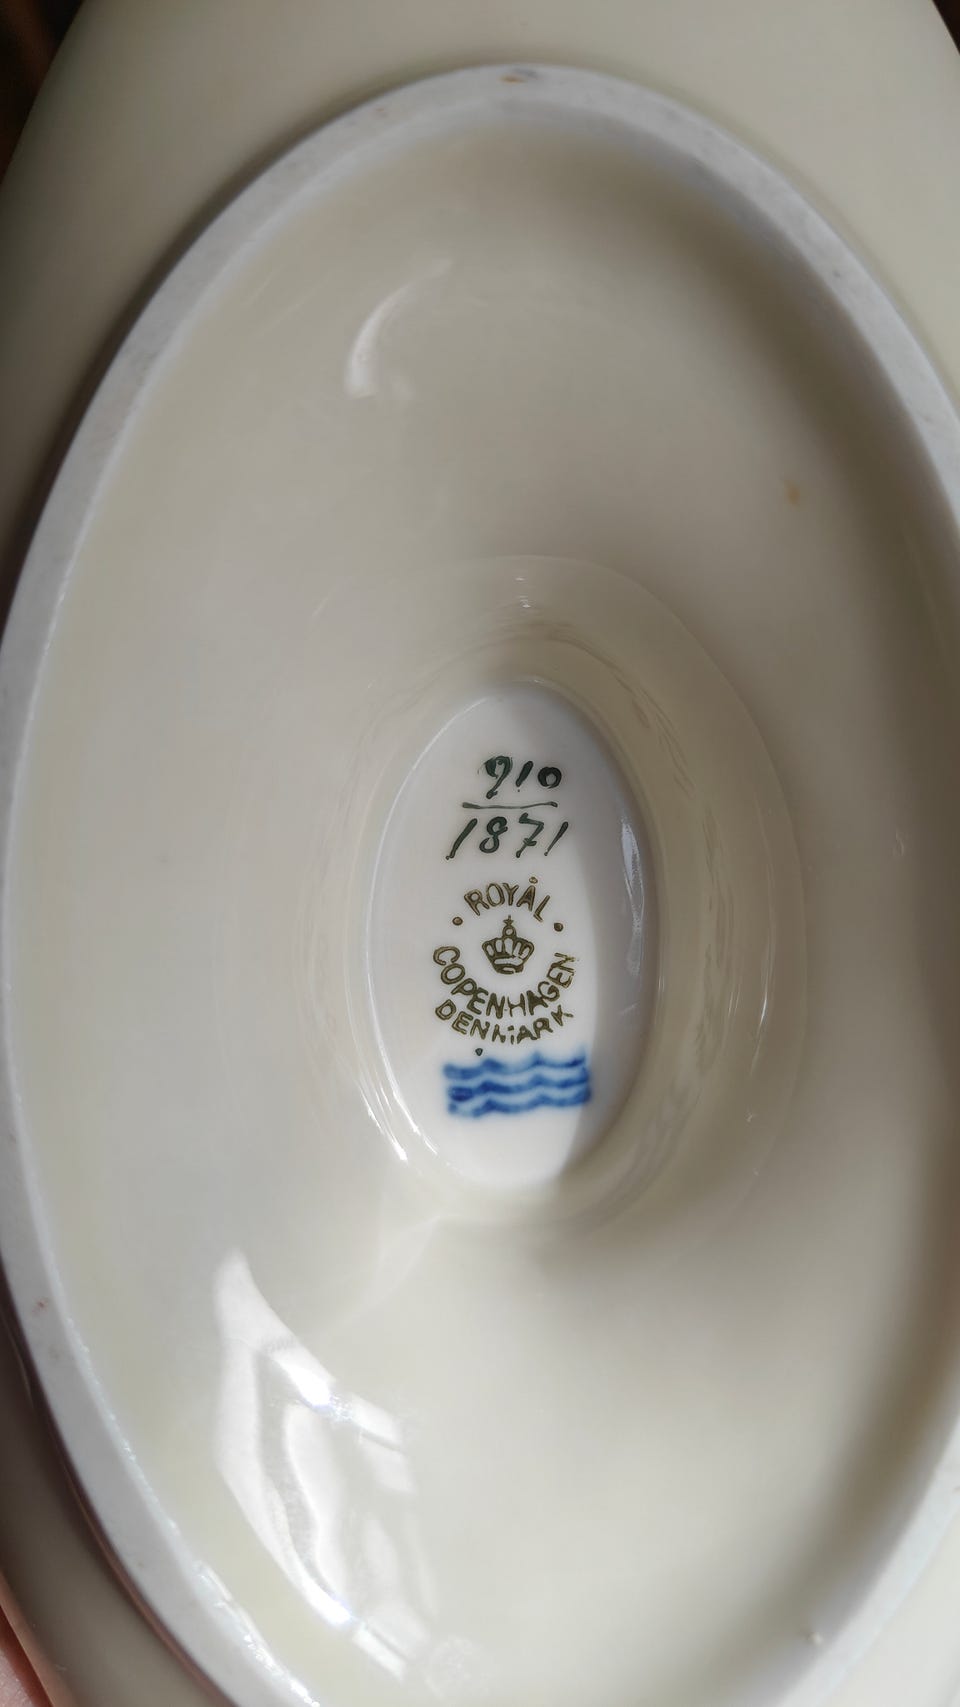 910
1871
ROYAL
COPENHAGEN
DENMARK